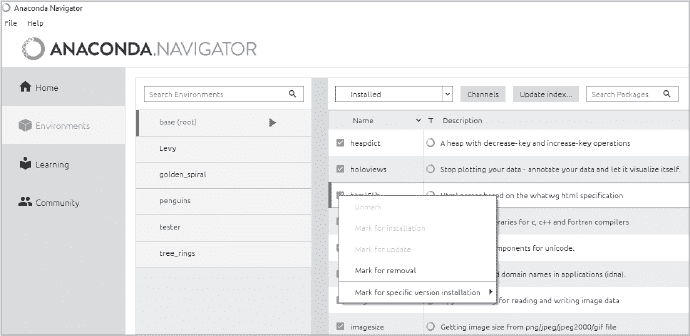 Anaconda Navigator
File Help
ANACONDA.NAVIGATOR
Home
Environments
Learning
Community
Search Environments
base (root)
Levy
golden_spiral
penguins
tester
tree_rings
Installed
Channels
Update index...
Search Packages
Name T Description
heapdict A heap with decrease-key and increase-key operations
holoviews Stop plotting your data - annotate your data and let it visualize itself.
html5lib Html parser based on the whatwg html specification
Unmark
Mark for installation
Mark for update
Mark for removal
Mark for specific version installation
raries for c, c++ and fortran compilers
mponents for unicode.
d domain names in applications (idna).
for reading and writing image data
imagesize Getting image size from png/jpeg/jpeg2000/gif file